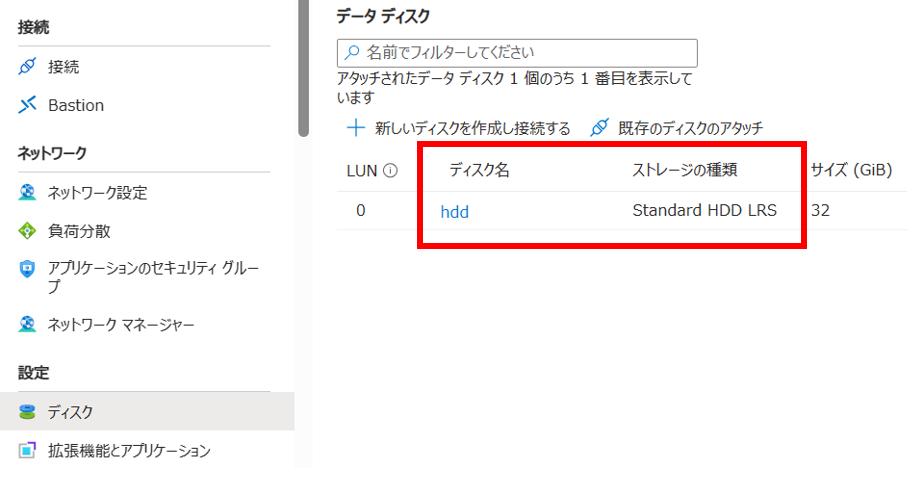 接続
接続
Bastion
ネットワーク
ネットワーク設定
負荷分散
アプリケーションのセキュリティ グルー
プ
ネットワーク マネージャー
設定
ディスク
拡張機能とアプリケーション
データ ディスク
名前でフィルターしてください
アタッチされたデータ ディスク 1 個のうち 1 番目を表示して
います
新しいディスクを作成し接続する 既存のディスクのアタッチ
LUN ディスク名 ストレージの種類 サイズ (GiB)
0 hdd Standard HDD LRS 32